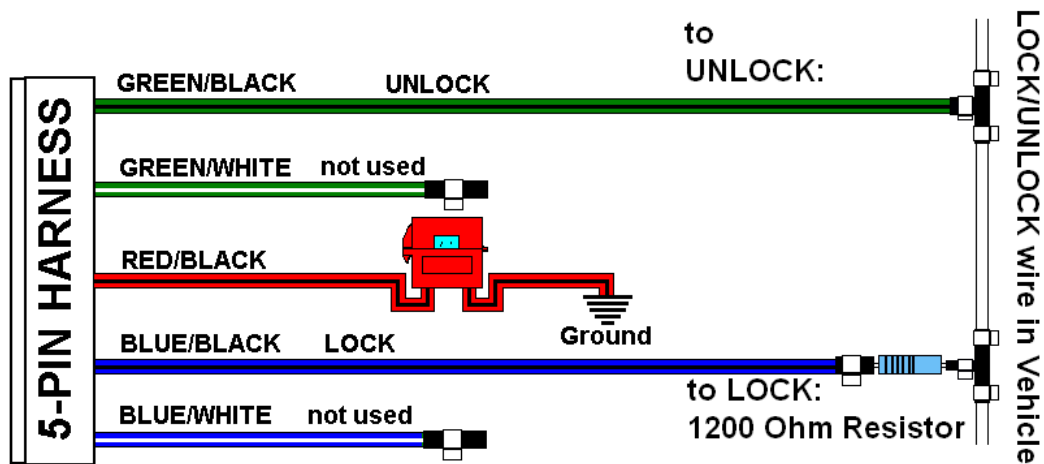 5-PIN HARNESS
GREEN/BLACK UNLOCK
to
UNLOCK:
GREEN/WHITE not used
RED/BLACK
Ground
BLUE/BLACK LOCK
to LOCK:
1200 Ohm Resistor
BLUE/WHITE not used
LOCK/UNLOCK wire in Vehicle